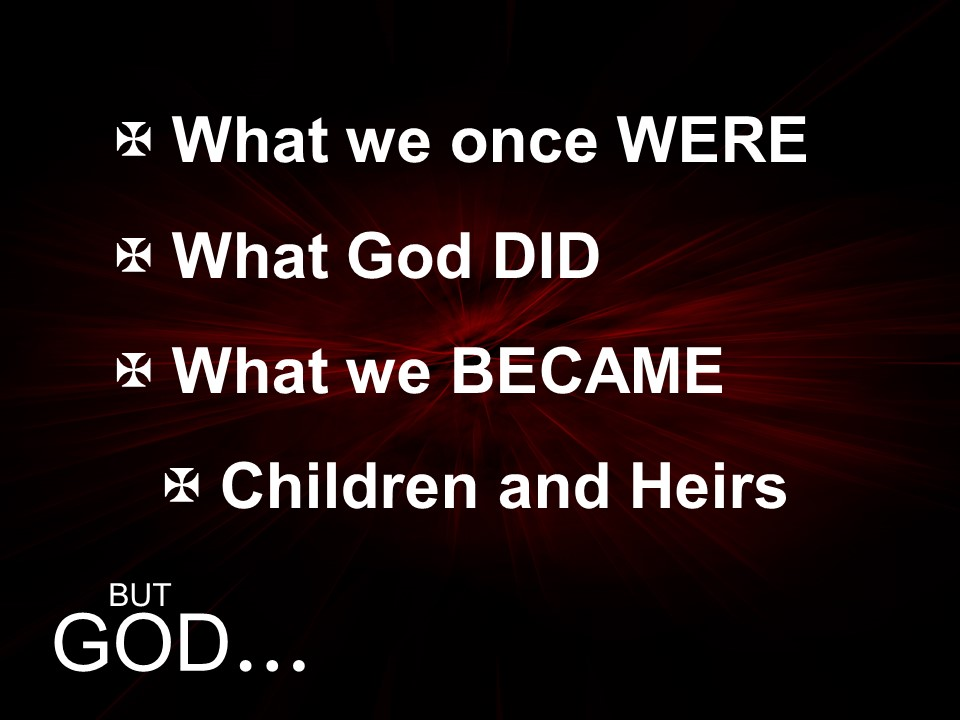 ✠ What we once WERE
✠ What God DID
✠ What we BECAME
✠ Children and Heirs
BUT
GOD...